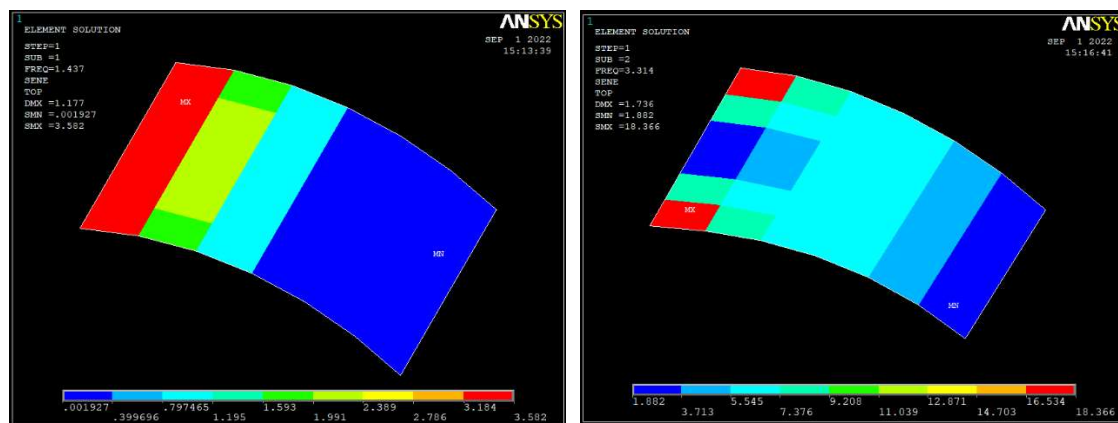 1
ANSYS
ELEMENT SOLUTION
SEP 1 2022
15:13:39
STEP=1
SUB =1
FREQ=1.437
SENE
TOP
DMX =1.177
SMN =.001927
SMX =3.582
MX
MN
.001927 .797465 1.593 2.389 3.184
.399696 1.195 1.991 2.786 3.582
1
ANSYS
ELEMENT SOLUTION
SEP 1 2022
15:16:41
STEP=1
SUB =2
FREQ=3.314
SENE
TOP
DMX =1.736
SMN =1.882
SMX =18.366
MX
MN
1.882 5.545 9.208 12.871 16.534
3.713 7.376 11.039 14.703 18.366